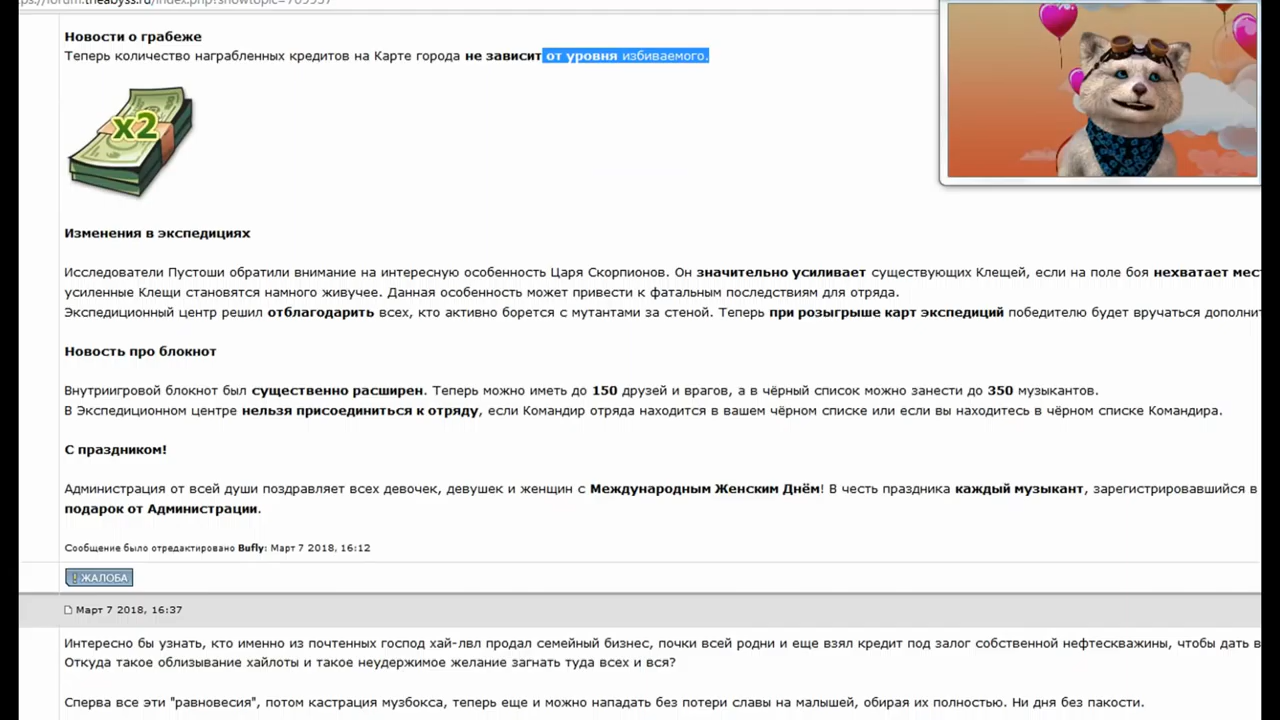 Новости о грабеже
Теперь количество награбленных кредитов на Карте города не зависит от уровня избиваемого.
x2
Изменения в экспедициях
Исследователи Пустоши обратили внимание на интересную особенность Царя Скорпионов. Он значительно усиливает существующих Клещей, если на поле боя нехватает
усиленные Клещи становятся намного живучее. Данная особенность может привести к фатальным последствиям для отряда.
Экспедиционный центр решил отблагодарить всех, кто активно борется с мутантами за стеной. Теперь при розыгрыше карт экспедиций победителю будет вручаться
Новость про блокнот
Внутриигровой блокнот был существенно расширен. Теперь можно иметь до 150 друзей и врагов, а в чёрный список можно занести до 350 музыкантов.
В Экспедиционном центре нельзя присоединиться к отряду, если Командир отряда находится в вашем чёрном списке или если вы находитесь в чёрном списке Командира.
С праздником!
Администрация от всей души поздравляет всех девочек, девушек и женщин с Международным Женским Днём! В честь праздника каждый музыкант, зарегистрировавшийся в
подарок от Администрации.
Сообщение было отредактировано Bufly: Март 7 2018, 16:12
! ЖАЛОБА
Март 7 2018, 16:37
Интересно бы узнать, кто именно из почтенных господ хай-лвл продал семейный бизнес, почки всей родни и еще взял кредит под залог собственной нефтескважины, чтобы дать в
Откуда такое облизывание хайлоты и такое неудержимое желание загнать туда всех и вся?
Сперва все эти "равновесия", потом кастрация музбокса, теперь еще и можно нападать без потери славы на малышей, обирая их полностью. Ни дня без пакости.